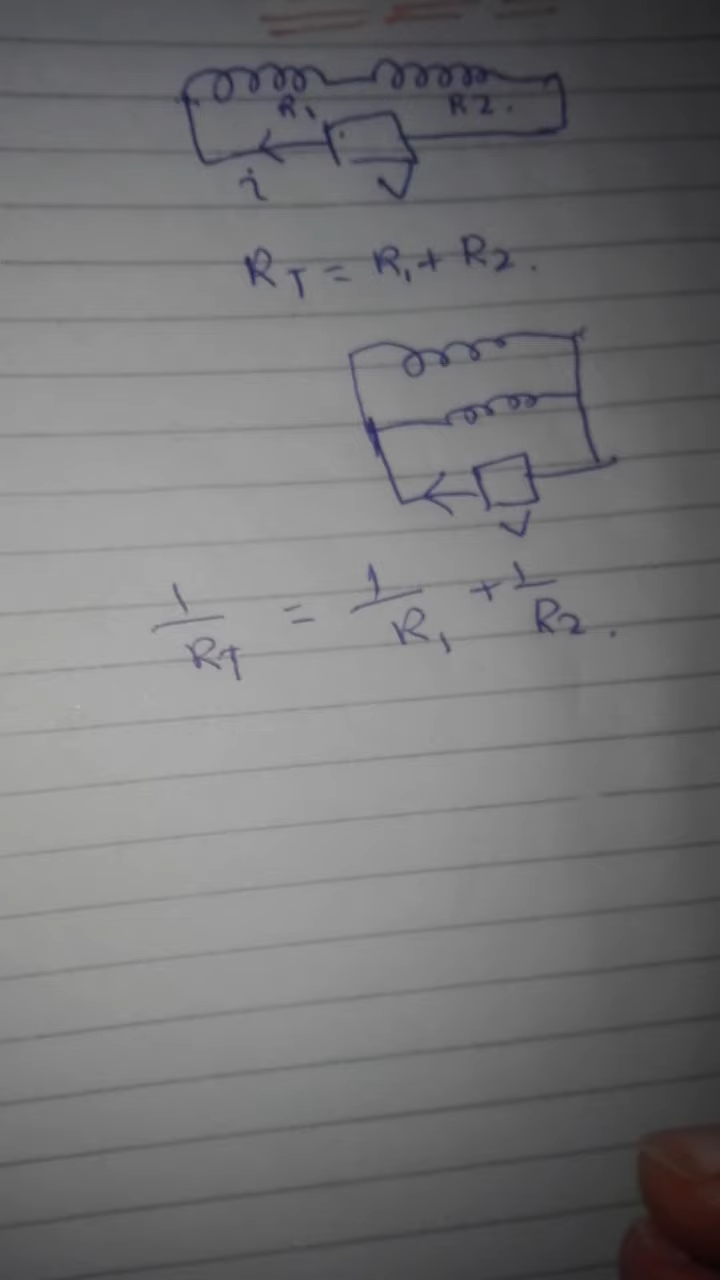 R1 R2.
i V
RT = R1 + R2.
V
1/RT = 1/R1 + 1/R2.